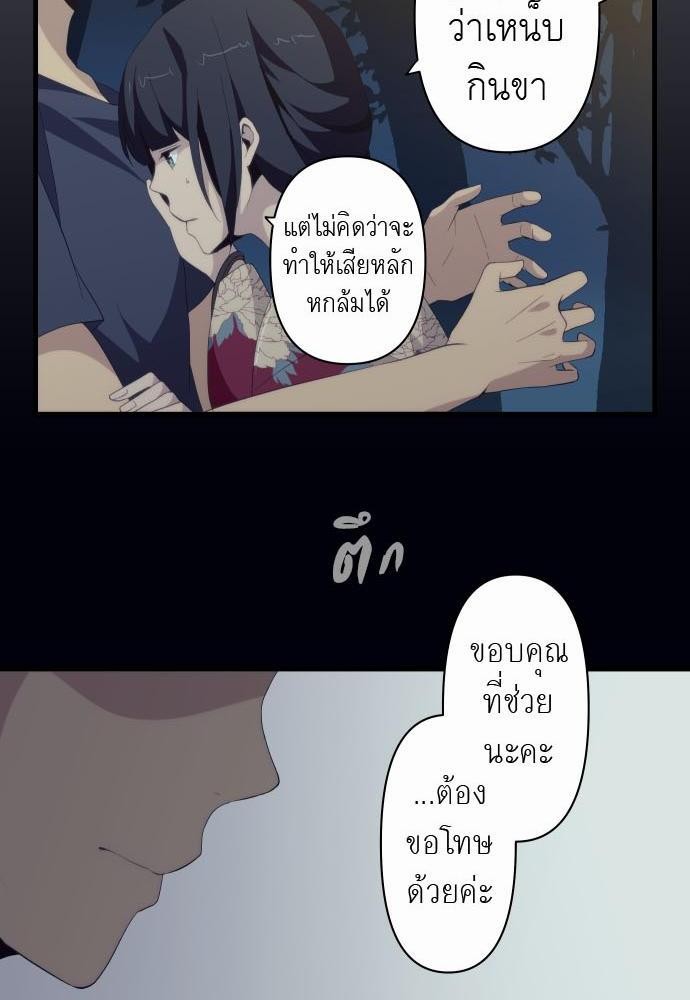 ว่าเหน็บ
กินขา
แต่ไม่คิดว่าจะ
ทำให้เสียหลัก
หกล้มได้
ตึก
ขอบคุณ
ที่ช่วย
นะคะ
...ต้อง
ขอโทษ
ด้วยค่ะ